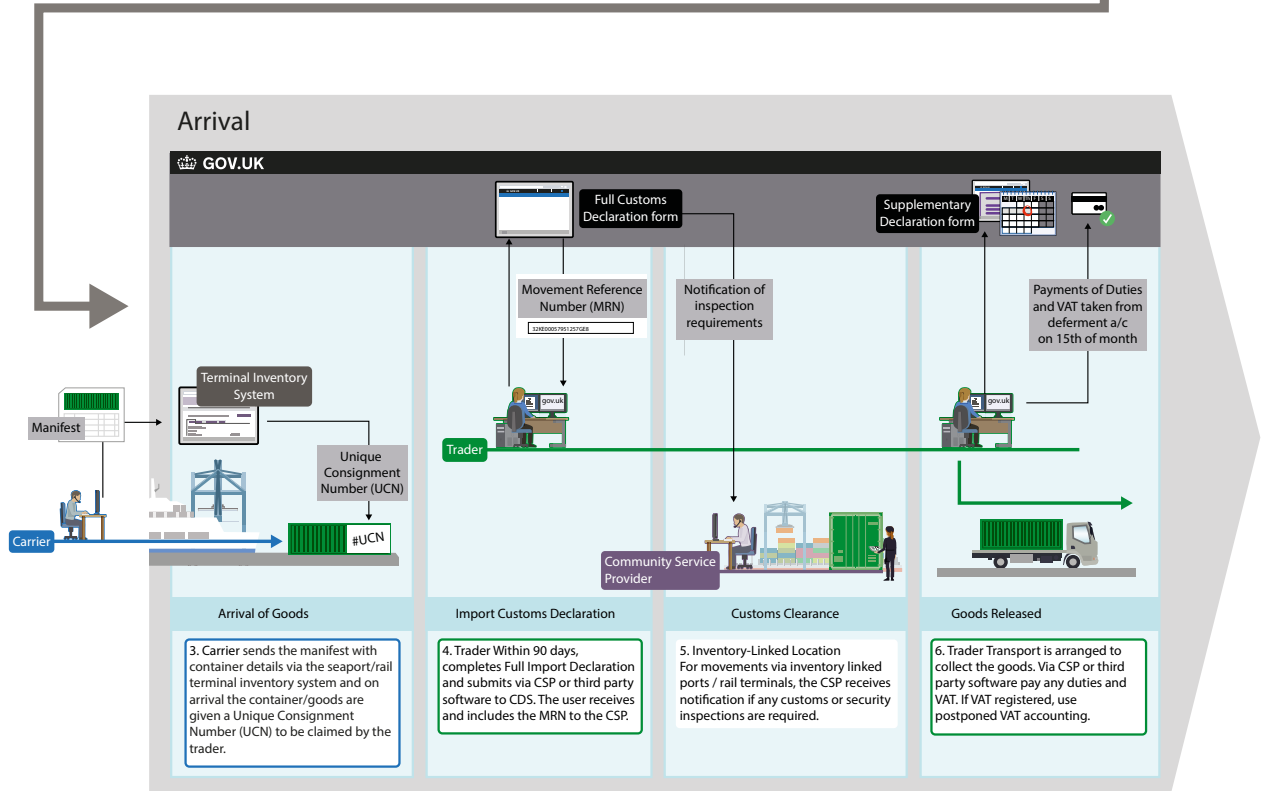 Arrival
GOV.UK
Full Customs
Declaration form
Supplementary
Declaration form
Movement Reference
Number (MRN)
Notification of
inspection
requirements
Payments of Duties
and VAT taken from
deferment a/c
on 15th of month
Terminal Inventory
System
Manifest
gov.uk
gov.uk
Trader
Unique
Consignment
Number (UCN)
#UCN
Carrier
Community Service
Provider
Arrival of Goods
Import Customs Declaration
Customs Clearance
Goods Released
3. Carrier sends the manifest with
container details via the seaport/rail
terminal inventory system and on
arrival the container/goods are
given a Unique Consignment
Number (UCN) to be claimed by the
trader.
4. Trader Within 90 days,
completes Full Import Declaration
and submits via CSP or third party
software to CDS. The user receives
and includes the MRN to the CSP.
5. Inventory-Linked Location
For movements via inventory linked
ports / rail terminals, the CSP receives
notification if any customs or security
inspections are required.
6. Trader Transport is arranged to
collect the goods. Via CSP or third
party software pay any duties and
VAT. If VAT registered, use
postponed VAT accounting.